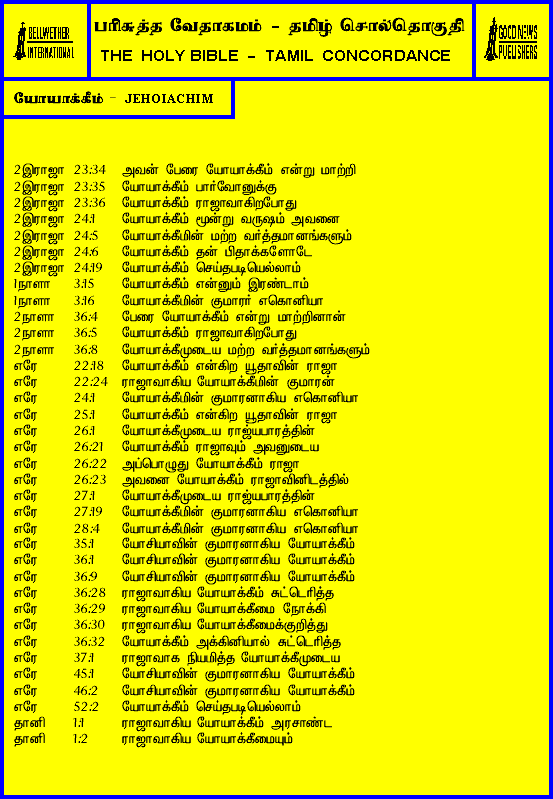 BELLWETHER
INTERNATIONAL
பரிசுத்த வேதாகமம் - தமிழ் சொல்தொகுதி
THE HOLY BIBLE - TAMIL CONCORDANCE
GOOD NEWS
PUBLISHERS
யோயாக்கீம் - JEHOIACHIM
2இராஜா 23:34 அவன் பேரை யோயாக்கீம் என்று மாற்றி
2இராஜா 23:35 யோயாக்கீம் பார்வோனுக்கு
2இராஜா 23:36 யோயாக்கீம் ராஜாவாகிறபோது
2இராஜா 24:1 யோயாக்கீம் மூன்று வருஷம் அவனை
2இராஜா 24:5 யோயாக்கீமின் மற்ற வர்த்தமானங்களும்
2இராஜா 24:6 யோயாக்கீம் தன் பிதாக்களோடே
2இராஜா 24:19 யோயாக்கீம் செய்தபடியெல்லாம்
1நாளா 3:15 யோயாக்கீம் என்னும் இரண்டாம்
1நாளா 3:16 யோயாக்கீமின் குமாரர் எகொனியா
2நாளா 36:4 பேரை யோயாக்கீம் என்று மாற்றினான்
2நாளா 36:5 யோயாக்கீம் ராஜாவாகிறபோது
2நாளா 36:8 யோயாக்கீமுடைய மற்ற வர்த்தமானங்களும்
எரே 22:18 யோயாக்கீம் என்கிற யூதாவின் ராஜா
எரே 22:24 ராஜாவாகிய யோயாக்கீமின் குமாரன்
எரே 24:1 யோயாக்கீமின் குமாரனாகிய எகொனியா
எரே 25:1 யோயாக்கீம் என்கிற யூதாவின் ராஜா
எரே 26:1 யோயாக்கீமுடைய ராஜ்யபாரத்தின்
எரே 26:21 யோயாக்கீம் ராஜாவும் அவனுடைய
எரே 26:22 அப்பொழுது யோயாக்கீம் ராஜா
எரே 26:23 அவனை யோயாக்கீம் ராஜாவினிடத்தில்
எரே 27:1 யோயாக்கீமுடைய ராஜ்யபாரத்தின்
எரே 27:19 யோயாக்கீமின் குமாரனாகிய எகொனியா
எரே 28:4 யோயாக்கீமின் குமாரனாகிய எகொனியா
எரே 35:1 யோசியாவின் குமாரனாகிய யோயாக்கீம்
எரே 36:1 யோசியாவின் குமாரனாகிய யோயாக்கீம்
எரே 36:9 யோசியாவின் குமாரனாகிய யோயாக்கீம்
எரே 36:28 ராஜாவாகிய யோயாக்கீம் சுட்டெரித்த
எரே 36:29 ராஜாவாகிய யோயாக்கீமை நோக்கி
எரே 36:30 ராஜாவாகிய யோயாக்கீமைக்குறித்து
எரே 36:32 யோயாக்கீம் அக்கினியால் சுட்டெரித்த
எரே 37:1 ராஜாவாக நியமித்த யோயாக்கீமுடைய
எரே 45:1 யோசியாவின் குமாரனாகிய யோயாக்கீம்
எரே 46:2 யோசியாவின் குமாரனாகிய யோயாக்கீம்
எரே 52:2 யோயாக்கீம் செய்தபடியெல்லாம்
தானி 1:1 ராஜாவாகிய யோயாக்கீம் அரசாண்ட
தானி 1:2 ராஜாவாகிய யோயாக்கீமையும்